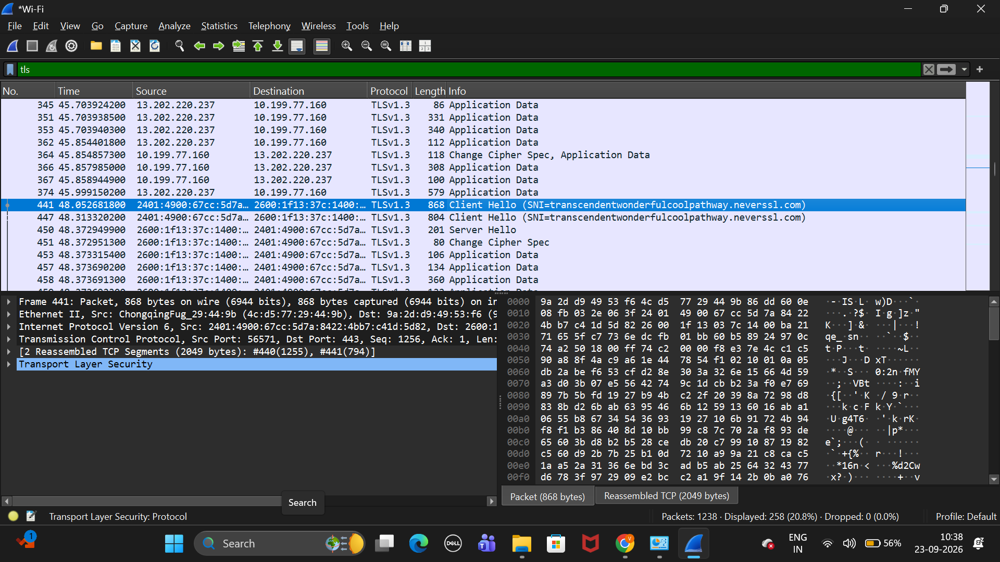 *Wi-Fi
File Edit View Go Capture Analyze Statistics Telephony Wireless Tools Help
tls
No. Time Source Destination Protocol Length Info
345 45.703924200 13.202.220.237 10.199.77.160 TLSv1.3 86 Application Data
351 45.703938500 13.202.220.237 10.199.77.160 TLSv1.3 331 Application Data
353 45.703940300 13.202.220.237 10.199.77.160 TLSv1.3 340 Application Data
362 45.854401800 13.202.220.237 10.199.77.160 TLSv1.3 112 Application Data
364 45.854857300 10.199.77.160 13.202.220.237 TLSv1.3 118 Change Cipher Spec, Application Data
366 45.857985000 10.199.77.160 13.202.220.237 TLSv1.3 308 Application Data
367 45.858944900 10.199.77.160 13.202.220.237 TLSv1.3 100 Application Data
374 45.999150200 13.202.220.237 10.199.77.160 TLSv1.3 579 Application Data
441 48.052681800 2401:4900:67cc:5d7a… 2600:1f13:37c:1400:… TLSv1.3 868 Client Hello (SNI=transcendentwonderfulcoolpathway.neverssl.com)
447 48.313320200 2401:4900:67cc:5d7a… 2600:1f13:37c:1400:… TLSv1.3 804 Client Hello (SNI=transcendentwonderfulcoolpathway.neverssl.com)
450 48.372949900 2600:1f13:37c:1400:… 2401:4900:67cc:5d7a… TLSv1.3 201 Server Hello
451 48.372951300 2600:1f13:37c:1400:… 2401:4900:67cc:5d7a… TLSv1.3 80 Change Cipher Spec
453 48.373315400 2600:1f13:37c:1400:… 2401:4900:67cc:5d7a… TLSv1.3 106 Application Data
457 48.373690200 2600:1f13:37c:1400:… 2401:4900:67cc:5d7a… TLSv1.3 134 Application Data
458 48.373691300 2600:1f13:37c:1400:… 2401:4900:67cc:5d7a… TLSv1.3 360 Application Data
Frame 441: Packet, 868 bytes on wire (6944 bits), 868 bytes captured (6944 bits) on in
Ethernet II, Src: ChongqingFug_29:44:9b (4c:d5:77:29:44:9b), Dst: 9a:2d:d9:49:53:f6 (9
Internet Protocol Version 6, Src: 2401:4900:67cc:5d7a:8422:4bb7:c41d:5d82, Dst: 2600:1
Transmission Control Protocol, Src Port: 56571, Dst Port: 443, Seq: 1256, Ack: 1, Len:
[2 Reassembled TCP Segments (2049 bytes): #440(1255), #441(794)]
Transport Layer Security
0000 9a 2d d9 49 53 f6 4c d5 77 29 44 9b 86 dd 60 0e ·-·IS·L· w)D···`·
0010 08 fb 03 2e 06 3f 24 01 49 00 67 cc 5d 7a 84 22 ···.·?$· I·g·]z·"
0020 4b b7 c4 1d 5d 82 26 00 1f 13 03 7c 14 00 ba 21 K···]·&· ···|···!
0030 71 65 5f c7 73 6e dc fb 01 bb 60 b5 89 24 97 0c qe_·sn·· ··`··$··
0040 74 a2 50 18 00 ff 74 c2 00 00 f8 e3 7e 4c c1 c5 t·P···t· ····~L··
0050 90 a8 8f 4a c9 a6 1e 44 78 54 f1 02 10 01 0a 05 ···J···D xT······
0060 db 2a be f6 53 cf d2 8e 30 3a 32 6e 15 66 4d 59 ·*··S··· 0:2n·fMY
0070 a3 d0 3b 07 e5 56 42 74 9c 1d cb b2 3a f0 e7 69 ··;··VBt ····:··i
0080 89 7b 5b fd 19 27 b9 4b c2 2f 20 39 8a 72 98 d8 ·{[··'·K ·/ 9·r··
0090 83 8b d2 6b ab 63 95 46 6b 12 59 13 60 16 ab a1 ···k·c·F k·Y·`···
00a0 06 55 b8 67 34 54 36 93 19 27 10 6b 91 72 4b 94 ·U·g4T6· ·'·k·rK·
00b0 f8 f1 b3 86 40 8d 10 bb 99 c8 7c 70 2a f8 93 de ····@··· ··|p*···
00c0 65 60 3b d8 b2 b5 28 ce db 20 c7 99 10 87 19 82 e`;···(· · ······
00d0 c5 60 d9 2b 7b 25 b1 0d 72 10 a9 9a 21 c8 ca c5 ·`·+{%·· r···!···
00e0 1a a5 2a 31 36 6e bd 3c ad b5 ab 25 64 32 43 77 ··*16n·< ···%d2Cw
00f0 d6 78 3f 97 29 09 e2 bc c2 a1 9f 14 2b 0b a0 76 ·x?·)··· ····+··v
Packet (868 bytes) Reassembled TCP (2049 bytes)
Search
Transport Layer Security: Protocol
Packets: 1238 · Displayed: 258 (20.8%) · Dropped: 0 (0.0%)
Profile: Default
1
Search
DELL
ENG
IN
56%
10:38
23-09-2026